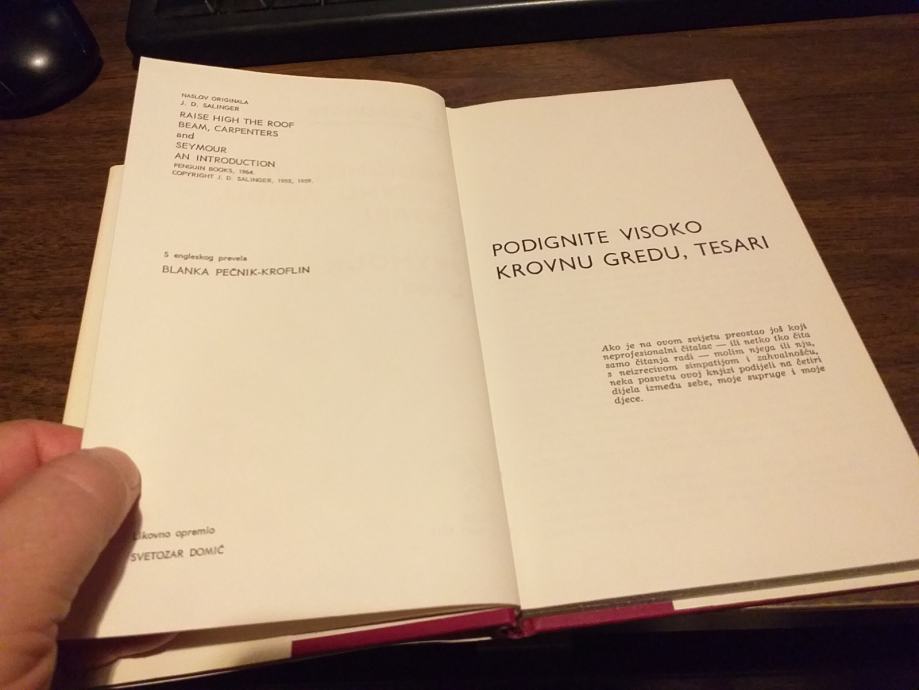 NASLOV ORIGINALA
J. D. SALINGER
RAISE HIGH THE ROOF
BEAM, CARPENTERS
and
SEYMOUR
AN INTRODUCTION
PENGUIN BOOKS, 1964.
COPYRIGHT J. D. SALINGER, 1955, 1959.
S engleskog prevela
BLANKA PEČNIK-KROFLIN
Likovno opremio
SVETOZAR DOMIĆ
PODIGNITE VISOKO
KROVNU GREDU, TESARI
Ako je na ovom svijetu preostao još koji
neprofesionalni čitalac — ili netko tko čita
samo čitanja radi — molim njega ili nju,
s neizrecivom simpatijom i zahvalnošću,
neka posvetu ovoj knjizi podijeli na četiri
dijela između sebe, moje supruge i moje
djece.